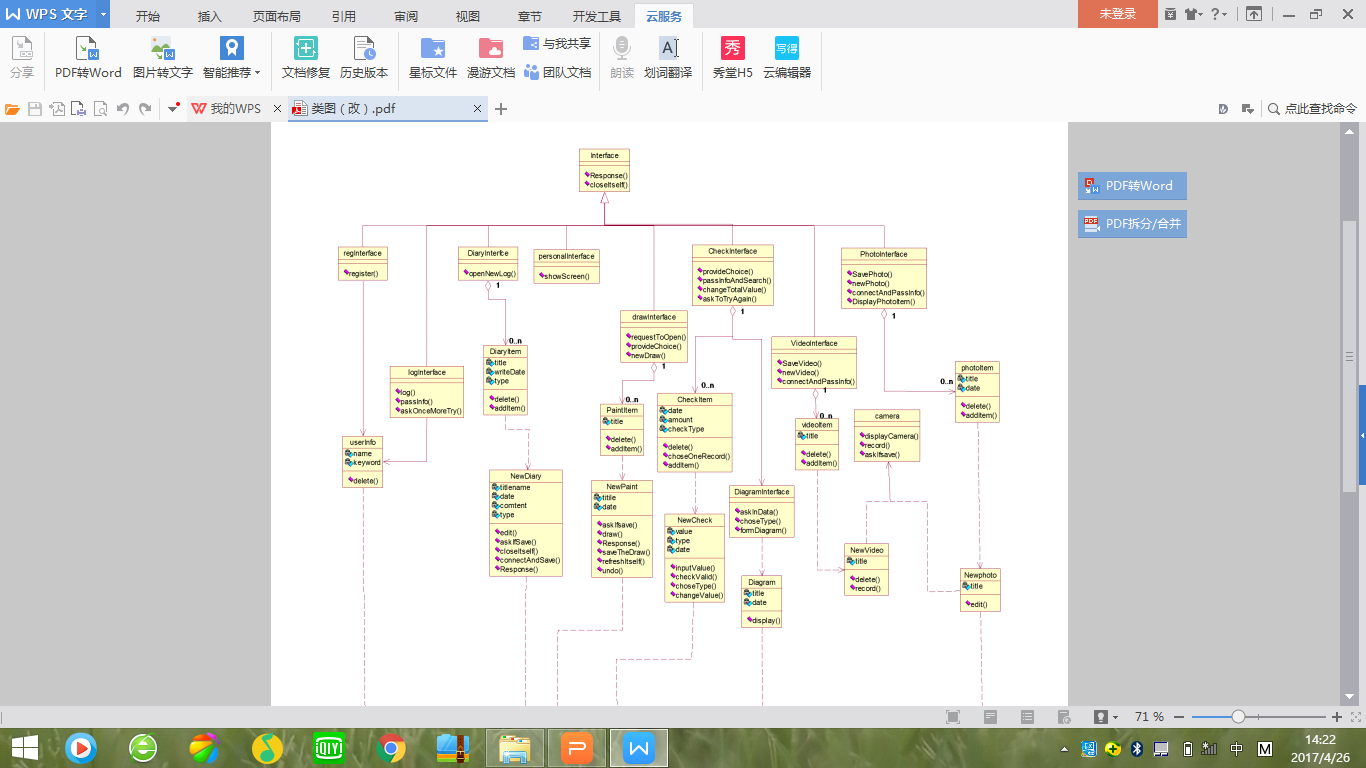 WPS 文字
开始
插入
页面布局
引用
审阅
视图
章节
开发工具
云服务
未登录
分享
PDF转Word
图片转文字
智能推荐
文档修复
历史版本
星标文件
漫游文档
与我共享
团队文档
朗读
划词翻译
秀堂H5
云编辑器
我的WPS
类图（改）.pdf
点此查找命令
PDF转Word
PDF拆分/合并
Interface
Response()
closeItself()
regInterface
register()
DiaryInterfce
openNewLog()
1
personalInterface
showScreen()
CheckInterface
provideChoice()
passInfoAndSearch()
changeTotalValue()
askToTryAgain()
1
PhotoInterface
SavePhoto()
newPhoto()
connectAndPassInfo()
DisplayPhotoItem()
1
drawInterface
requestToOpen()
provideChoice()
newDraw()
1
VideoInterface
SaveVideo()
newVideo()
connectAndPassInfo()
1
0..n
DiaryItem
title
writeDate
type
delete()
addItem()
logInterface
log()
passInfo()
askOnceMoreTry()
0..n
photoItem
title
date
delete()
addItem()
0..n
PaintItem
title
delete()
addItem()
0..n
CheckItem
date
amount
checkType
delete()
choseOneRecord()
addItem()
0..n
videoItem
title
delete()
addItem()
camera
displayCamera()
record()
askIfsave()
userInfo
name
keyword
delete()
NewDiary
titlename
date
comtent
type
edit()
askIfSave()
closeItself()
connectAndSave()
Response()
NewPaint
titile
date
askIfsave()
draw()
Response()
saveTheDraw()
refreshItself()
undo()
NewCheck
value
type
date
inputValue()
checkValid()
choseType()
changeValue()
DiagramInterface
askInData()
choseType()
formDiagram()
Diagram
title
date
display()
NewVideo
title
delete()
record()
Newphoto
title
edit()
71 %
中
M
14:22
2017/4/26